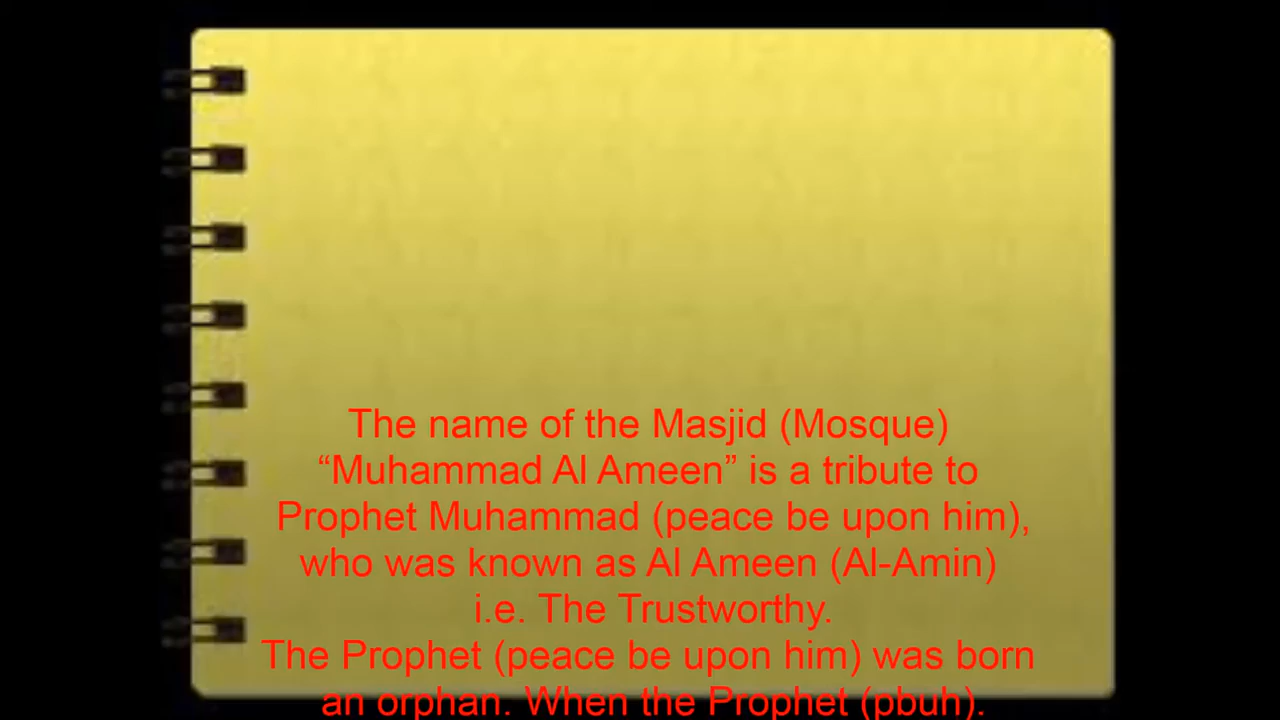 The name of the Masjid (Mosque)
“Muhammad Al Ameen” is a tribute to
Prophet Muhammad (peace be upon him),
who was known as Al Ameen (Al-Amin)
i.e. The Trustworthy.
The Prophet (peace be upon him) was born
an orphan. When the Prophet (pbuh).